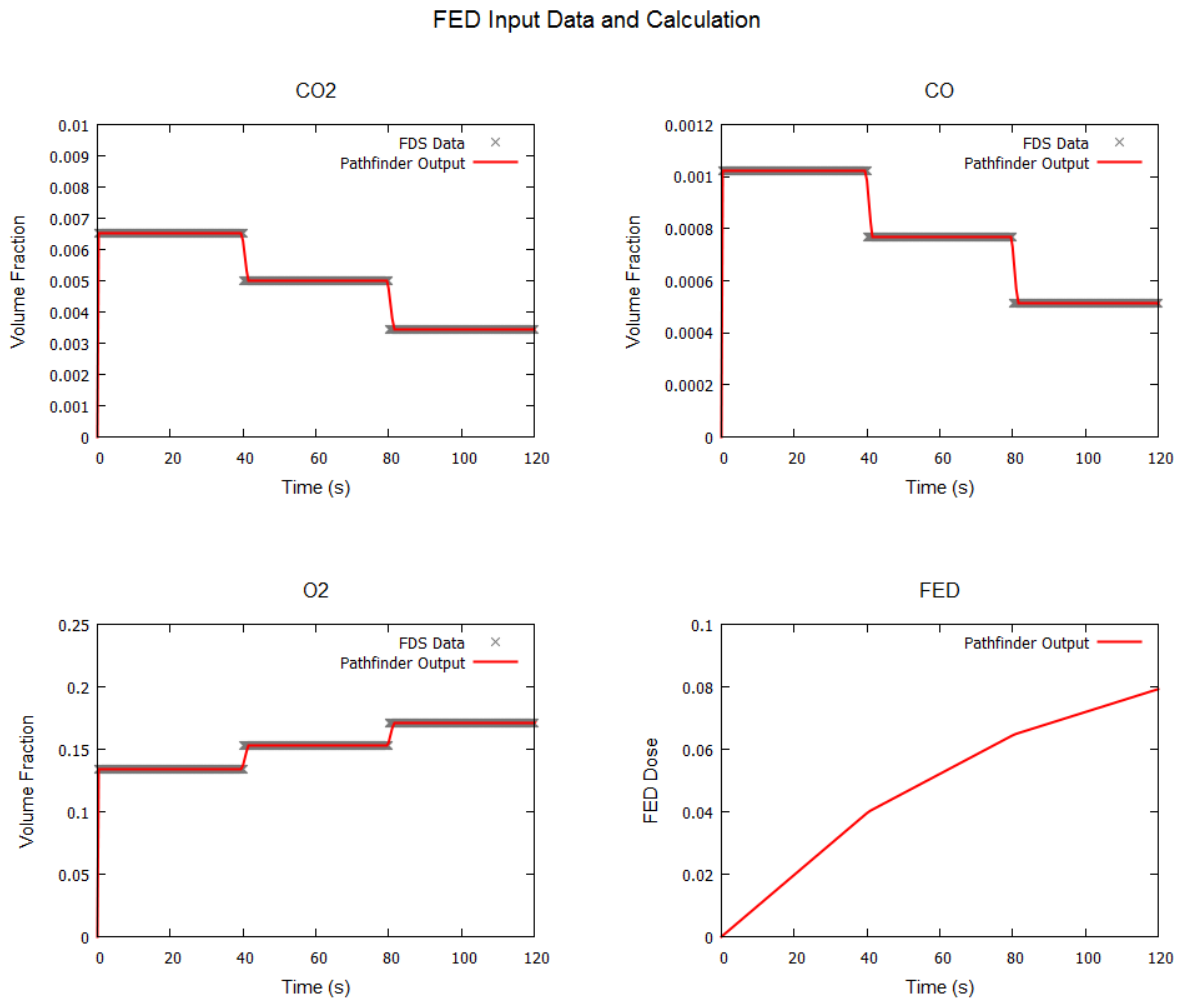 FED Input Data and Calculation
CO2
Volume Fraction
0.01
0.009
0.008
0.007
0.006
0.005
0.004
0.003
0.002
0.001
0
FDS Data
Pathfinder Output
0 20 40 60 80 100 120
Time (s)
CO
Volume Fraction
0.0012
0.001
0.0008
0.0006
0.0004
0.0002
0
FDS Data
Pathfinder Output
0 20 40 60 80 100 120
Time (s)
O2
Volume Fraction
0.25
0.2
0.15
0.1
0.05
0
FDS Data
Pathfinder Output
0 20 40 60 80 100 120
Time (s)
FED
FED Dose
0.1
0.08
0.06
0.04
0.02
0
Pathfinder Output
0 20 40 60 80 100 120
Time (s)